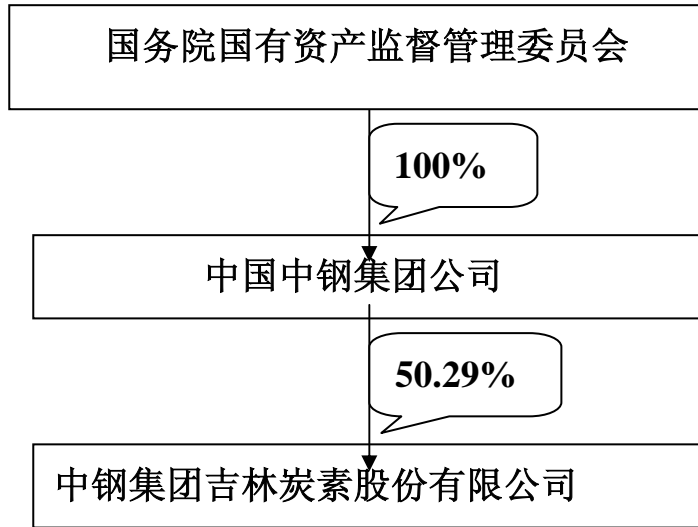 国务院国有资产监督管理委员会
100%
中国中钢集团公司
50.29%
中钢集团吉林炭素股份有限公司